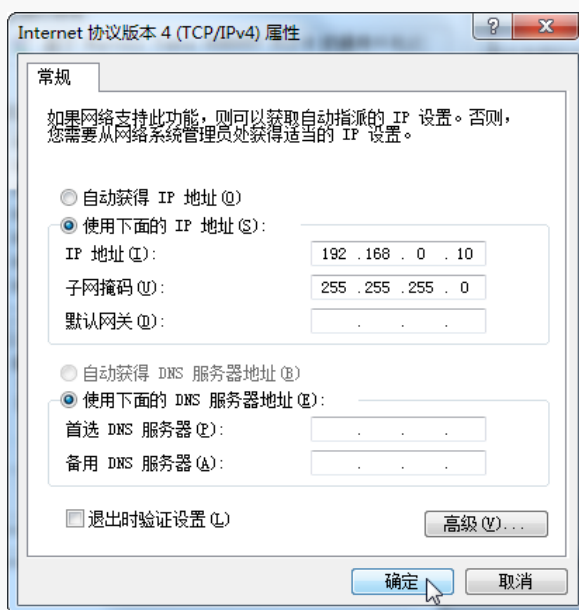 Internet 协议版本 4 (TCP/IPv4) 属性
常规
如果网络支持此功能，则可以获取自动指派的 IP 设置。否则，
您需要从网络系统管理员处获得适当的 IP 设置。
自动获得 IP 地址(O)
使用下面的 IP 地址(S):
IP 地址(I): 192 .168 . 0 . 10
子网掩码(U): 255 .255 .255 . 0
默认网关(D): . . .
自动获得 DNS 服务器地址(B)
使用下面的 DNS 服务器地址(E):
首选 DNS 服务器(P): . . .
备用 DNS 服务器(A): . . .
退出时验证设置(L)
高级(V)...
确定 取消